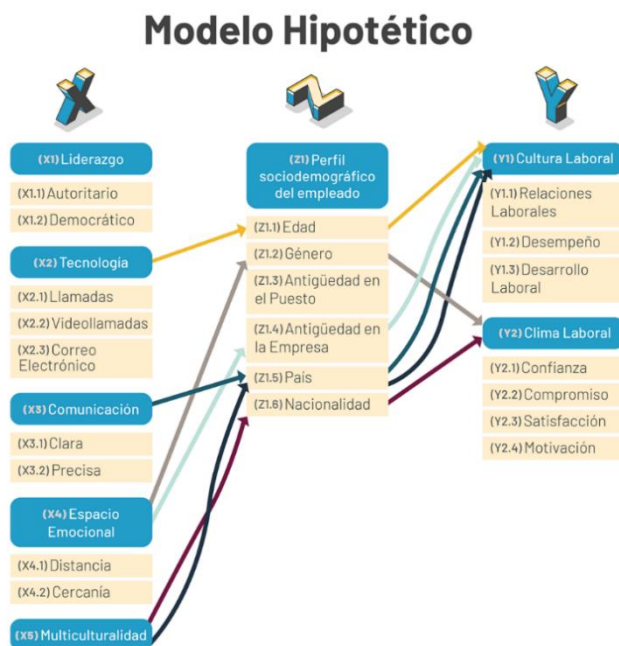 Modelo Hipotético
X
Z
Y
(X1) Liderazgo
(X1.1) Autoritario
(X1.2) Democrático
(X2) Tecnología
(X2.1) Llamadas
(X2.2) Videollamadas
(X2.3) Correo
Electrónico
(X3) Comunicación
(X3.1) Clara
(X3.2) Precisa
(X4) Espacio
Emocional
(X4.1) Distancia
(X4.2) Cercanía
(X5) Multiculturalidad
(Z1) Perfil
sociodemográfico
del empleado
(Z1.1) Edad
(Z1.2) Género
(Z1.3) Antigüedad en
el Puesto
(Z1.4) Antigüedad en
la Empresa
(Z1.5) País
(Z1.6) Nacionalidad
(Y1) Cultura Laboral
(Y1.1) Relaciones
Laborales
(Y1.2) Desempeño
(Y1.3) Desarrollo
Laboral
(Y2) Clima Laboral
(Y2.1) Confianza
(Y2.2) Compromiso
(Y2.3) Satisfacción
(Y2.4) Motivación